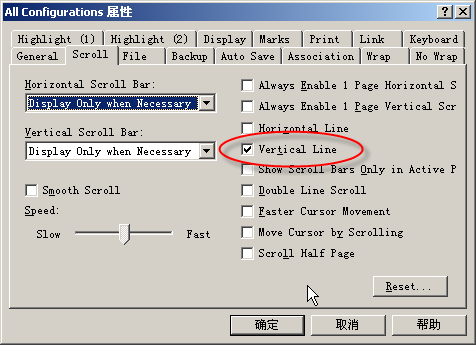 All Configurations 属性
Highlight (1) Highlight (2) Display Marks Print Link Keyboard
General Scroll File Backup Auto Save Association Wrap No Wrap
Horizontal Scroll Bar:
Display Only when Necessary
Vertical Scroll Bar:
Display Only when Necessary
Smooth Scroll
Speed:
Slow Fast
Always Enable 1 Page Horizontal S
Always Enable 1 Page Vertical Scr
Horizontal Line
Vertical Line
Show Scroll Bars Only in Active P
Double Line Scroll
Faster Cursor Movement
Move Cursor by Scrolling
Scroll Half Page
Reset...
确定 取消 帮助